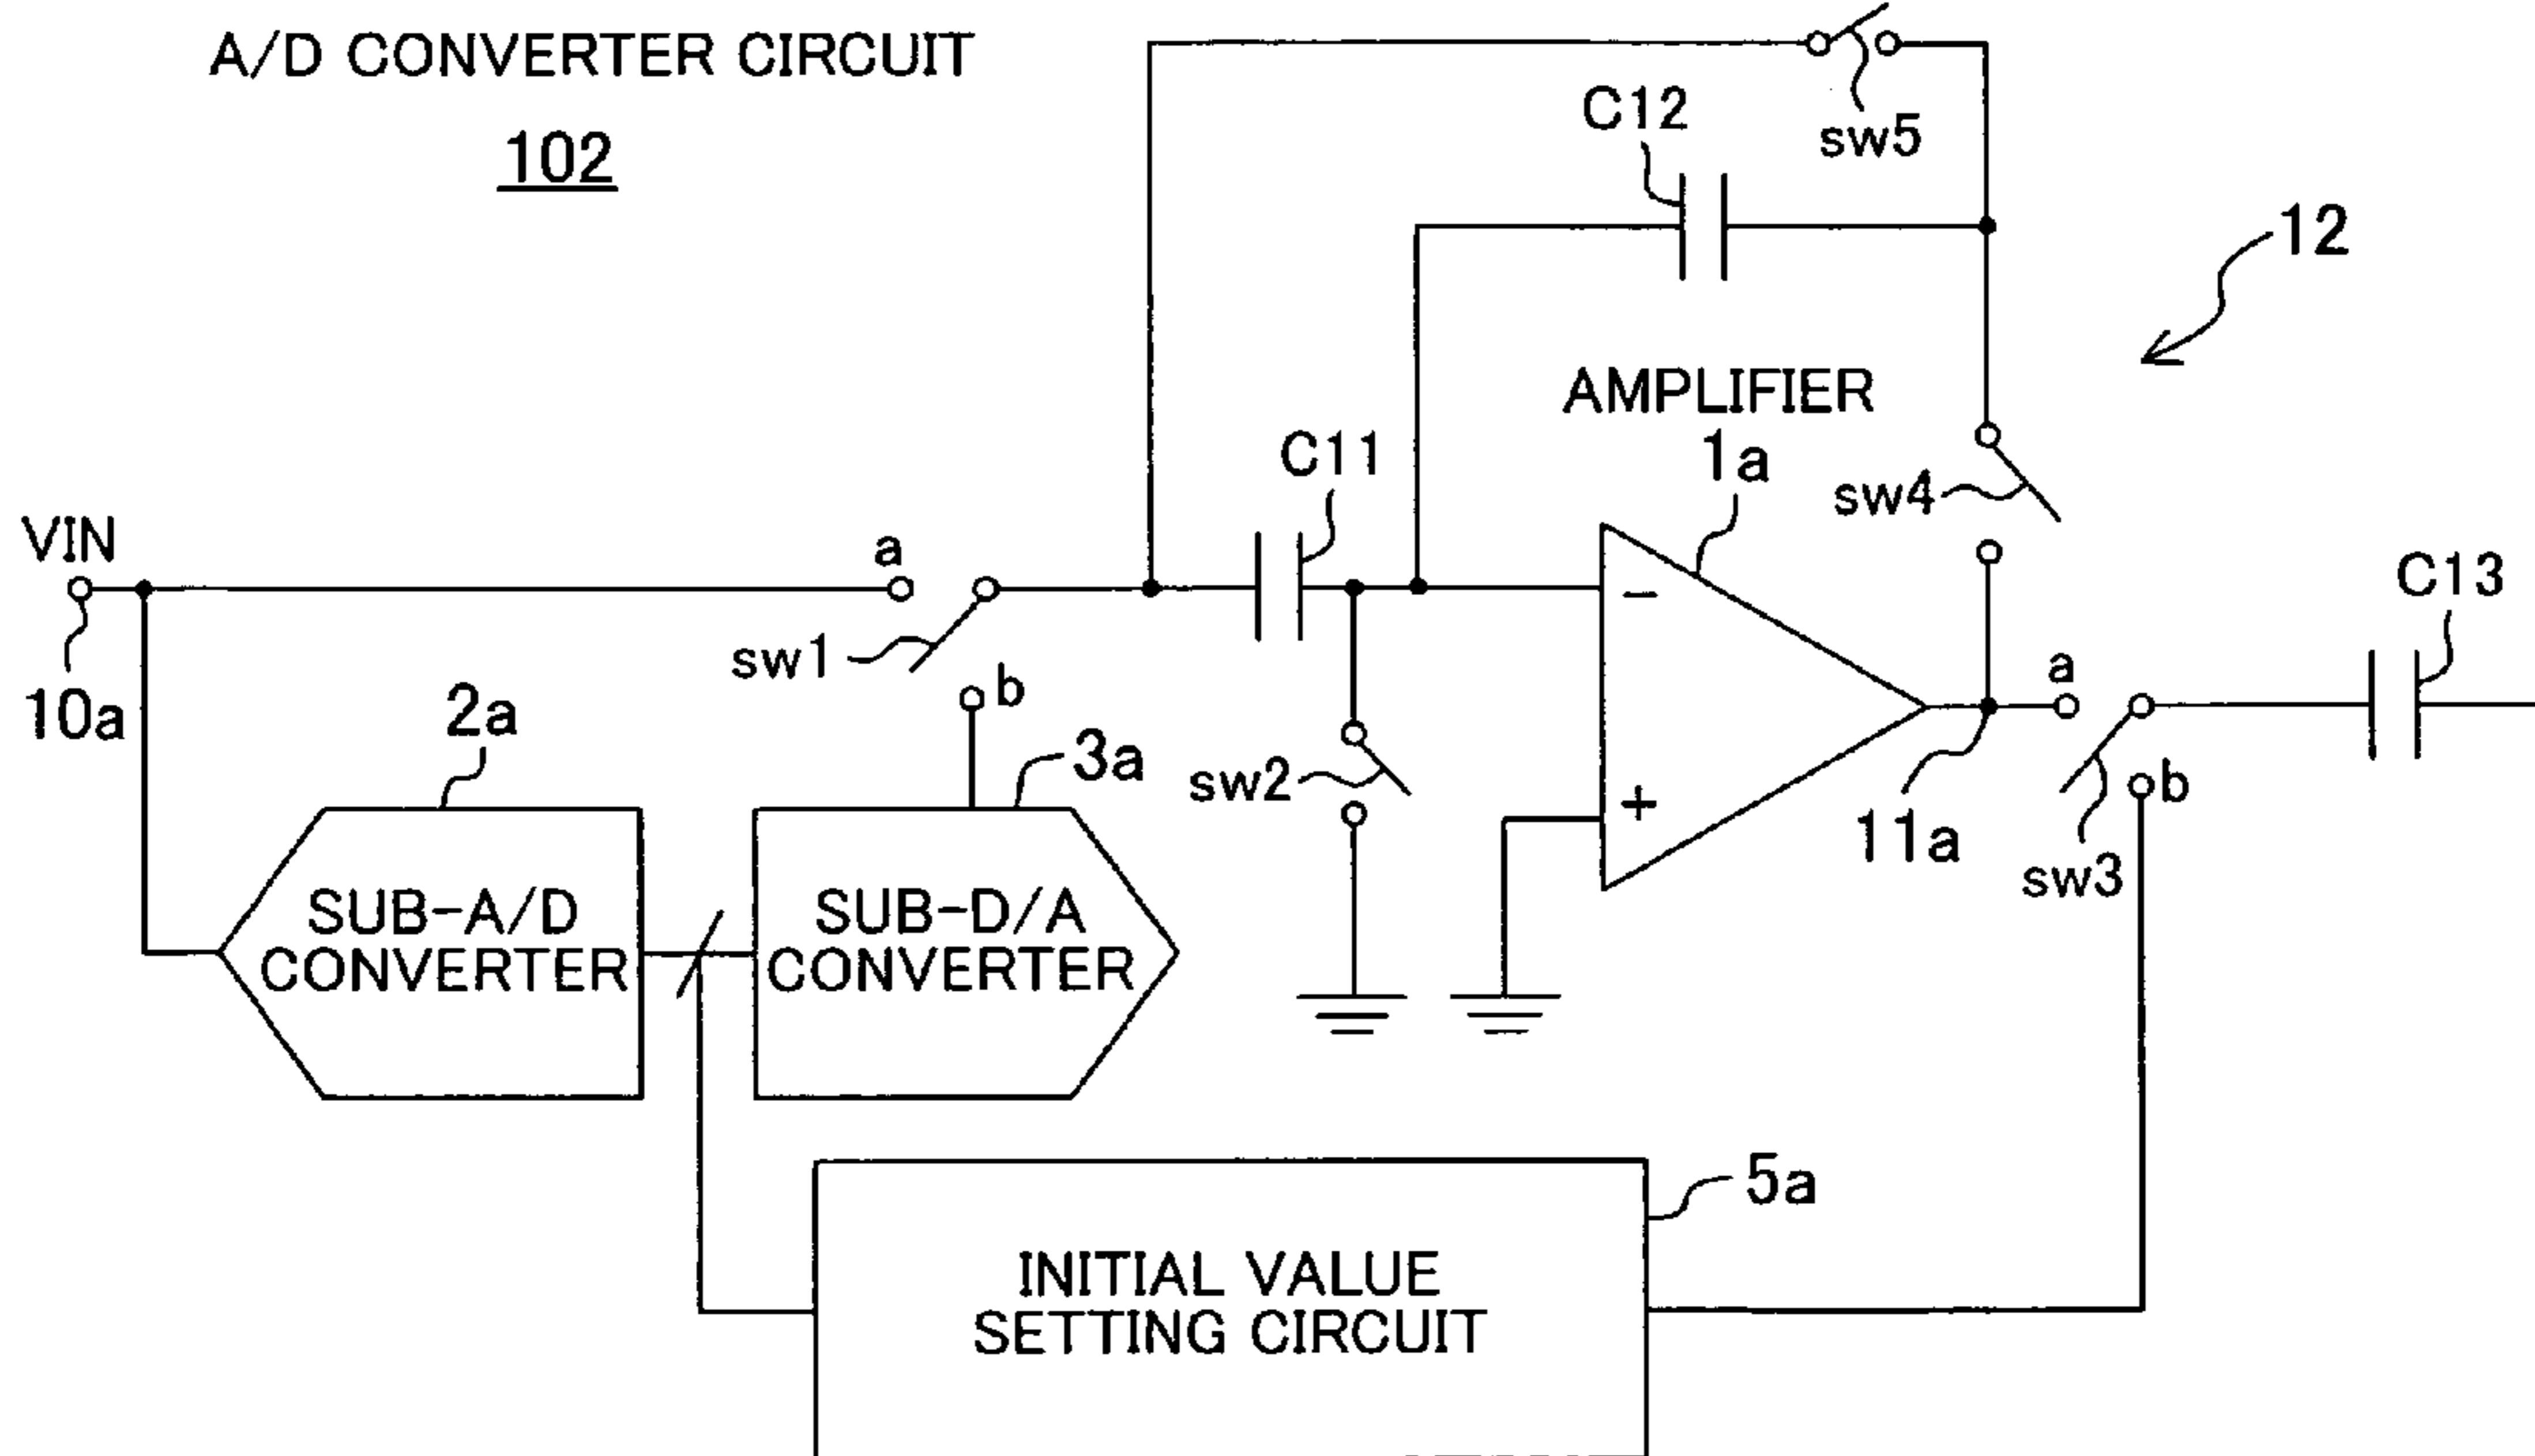 A/D CONVERTER CIRCUIT
102
sw5
C12
12
AMPLIFIER
1a
C11
sw4
VIN
a
C13
sw1
10a
b
a
2a
3a
sw2
−
+
11a
b
sw3
SUB-A/D
CONVERTER
SUB-D/A
CONVERTER
5a
INITIAL VALUE
SETTING CIRCUIT